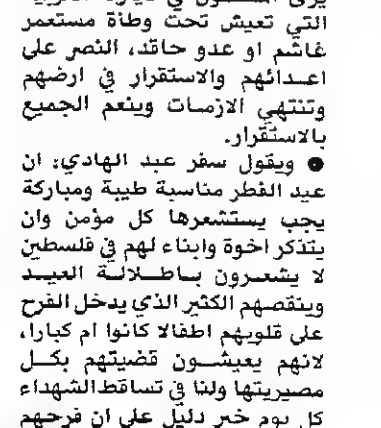 التي تعيش تحت وطأة مستعمر
غاشم او عدو حاقد، النصر على
اعـدائهم والاستقرار في ارضهم
وتنتهي الازمـات وينعم الجميع
بالاستقرار.
● ويقول سفر عبد الهادي: ان
عيد الفطر مناسبة طيبة ومباركة
يجب يستشعرها كل مؤمن وان
يتذكر اخوة وابناء لهم في فلسطين
لا يشعـرون بـاطـلالـة العيـد
وينقصهم الكثير الذي يدخل الفرح
على قلوبهم اطفالا كانوا ام كبارا،
لانهم يعيشـون قضيتهم بكـل
مصيريتها ولنا في تساقط الشهداء
كل يوم خير دليل على ان فرحهم